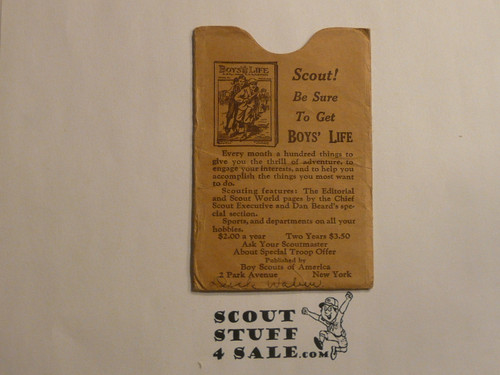 BOYS' LIFE
Scout!
Be Sure
To Get
BOYS' LIFE
Every month a hundred things to
give you the thrill of adventure, to
engage your interests, and to help you
accomplish the things you most want
to do.
Scouting features: The Editorial
and Scout World pages by the Chief
Scout Executive and Dan Beard's spe-
cial section.
Sports, and departments on all your
hobbies.
$2.00 a year Two Years $3.50
Ask Your Scoutmaster
About Special Troop Offer
Published by
Boy Scouts of America
2 Park Avenue New York
SCOUT
STUFF
4 SALE.com